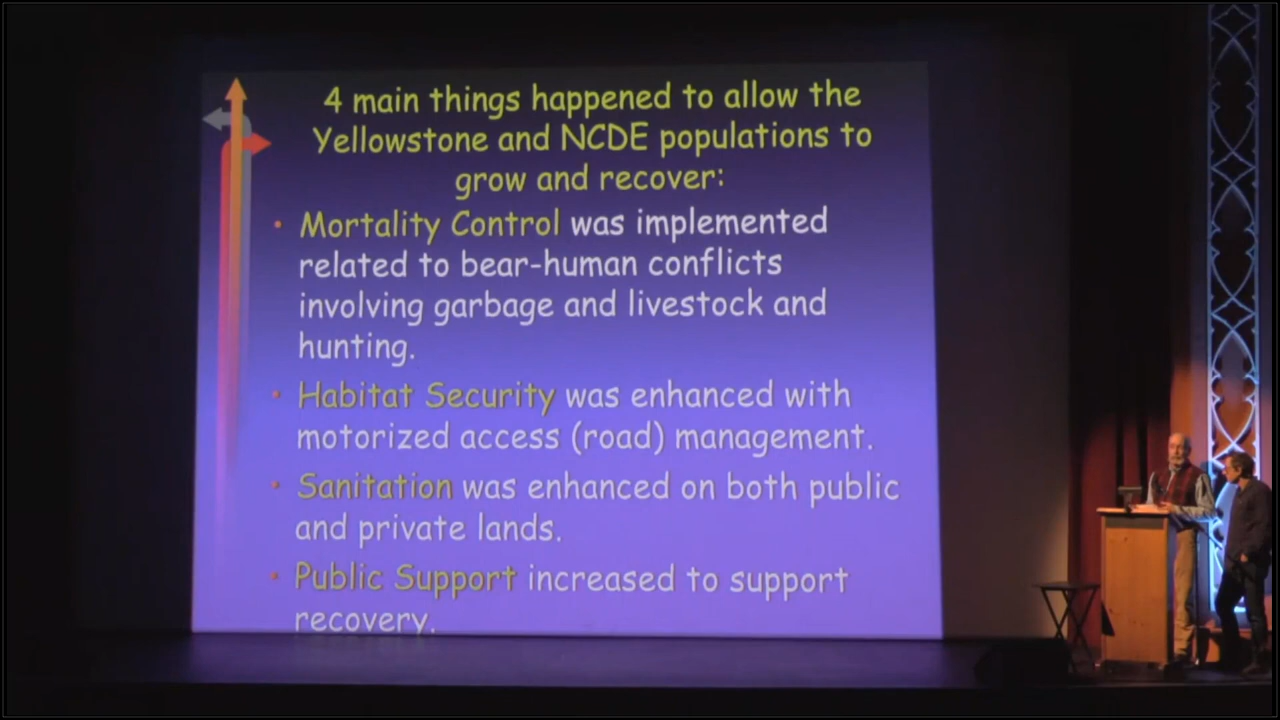 4 main things happened to allow the
Yellowstone and NCDE populations to
grow and recover:
• Mortality Control was implemented
related to bear-human conflicts
involving garbage and livestock and
hunting.
• Habitat Security was enhanced with
motorized access (road) management.
• Sanitation was enhanced on both public
and private lands.
• Public Support increased to support
recovery.